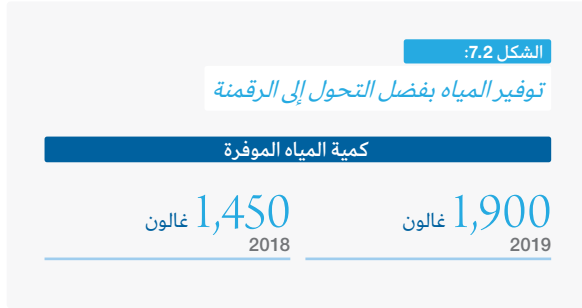 الشكل 7.2:
توفير المياه بفضل التحول إلى الرقمنة
كمية المياه الموفرة
1,900 غالون
2019
1,450 غالون
2018